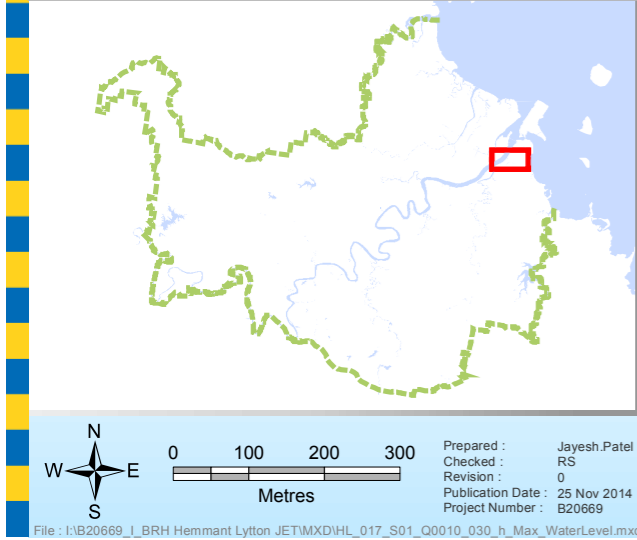 N
W E
S
0 100 200 300
Metres
Prepared : Jayesh.Patel
Checked : RS
Revision : 0
Publication Date : 25 Nov 2014
Project Number : B20669
File : I:\B20669_I_BRH Hemmant Lytton JET\MXD\HL_017_S01_Q0010_030_h_Max_WaterLevel.mxd